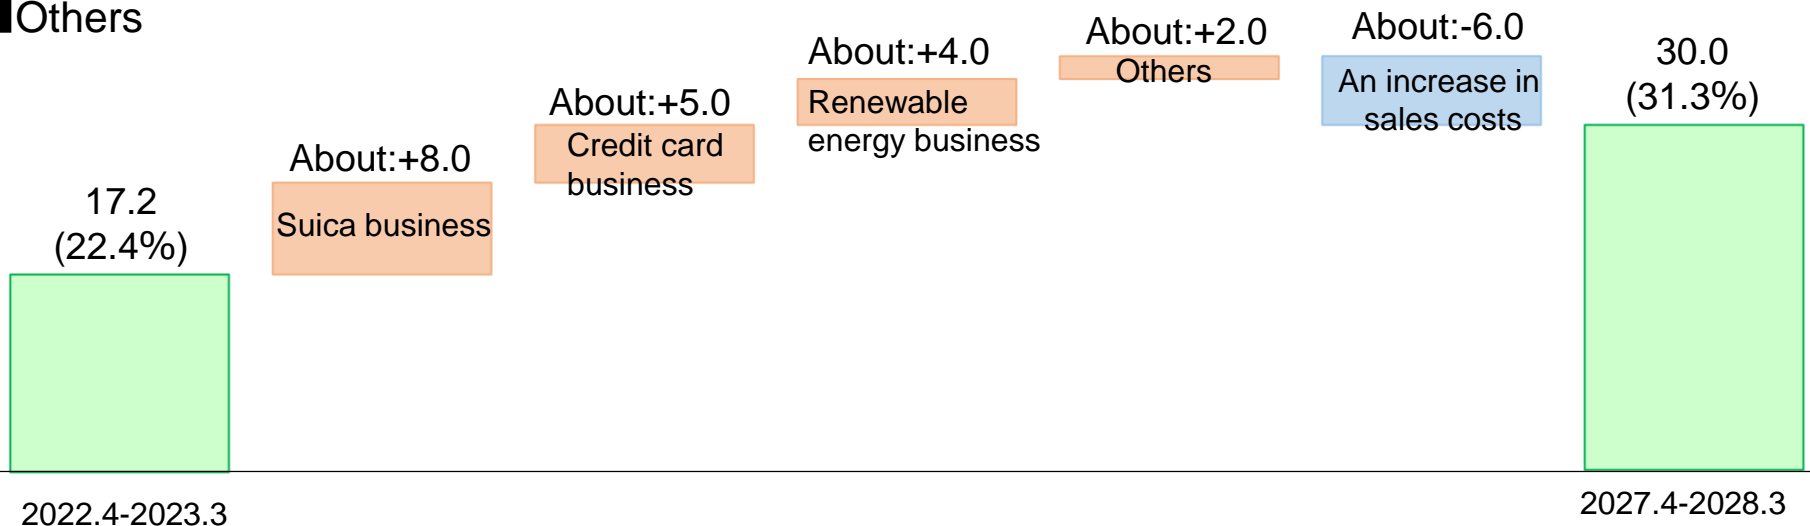 ■Others
17.2
(22.4%)
2022.4-2023.3
About:+8.0
Suica business
About:+5.0
Credit card
business
About:+4.0
Renewable
energy business
About:+2.0
Others
About:-6.0
An increase in
sales costs
30.0
(31.3%)
2027.4-2028.3